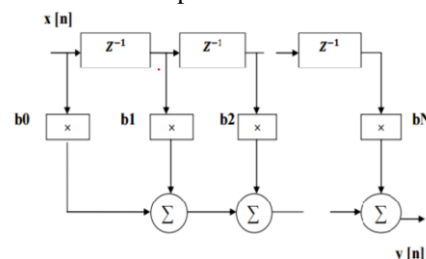 x [n]
Z⁻¹ Z⁻¹ Z⁻¹
b0 × b1 × b2 × × bN
∑ ∑ ∑
y [n]